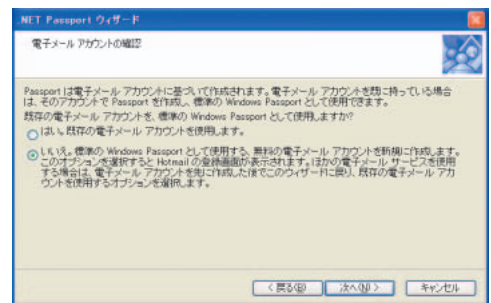 .NET Passport ウィザード
電子メール アカウントの確認
Passport は電子メール アカウントに基づいて作成されます。電子メール アカウントを既に持っている場合
は、そのアカウントで Passport を作成し、標準の Windows Passport として使用できます。
既存の電子メール アカウントを、標準の Windows Passport として使用しますか?
はい。既存の電子メール アカウントを使用します。
いいえ。標準の Windows Passport として使用する、無料の電子メール アカウントを新規に作成します。
このオプションを選択すると Hotmail の登録画面が表示されます。ほかの電子メール サービスを使用
する場合は、電子メール アカウントを先に作成した後でこのウィザードに戻り、既存の電子メール アカ
ウントを使用するオプションを選択します。
< 戻る(B) 次へ(N) > キャンセル